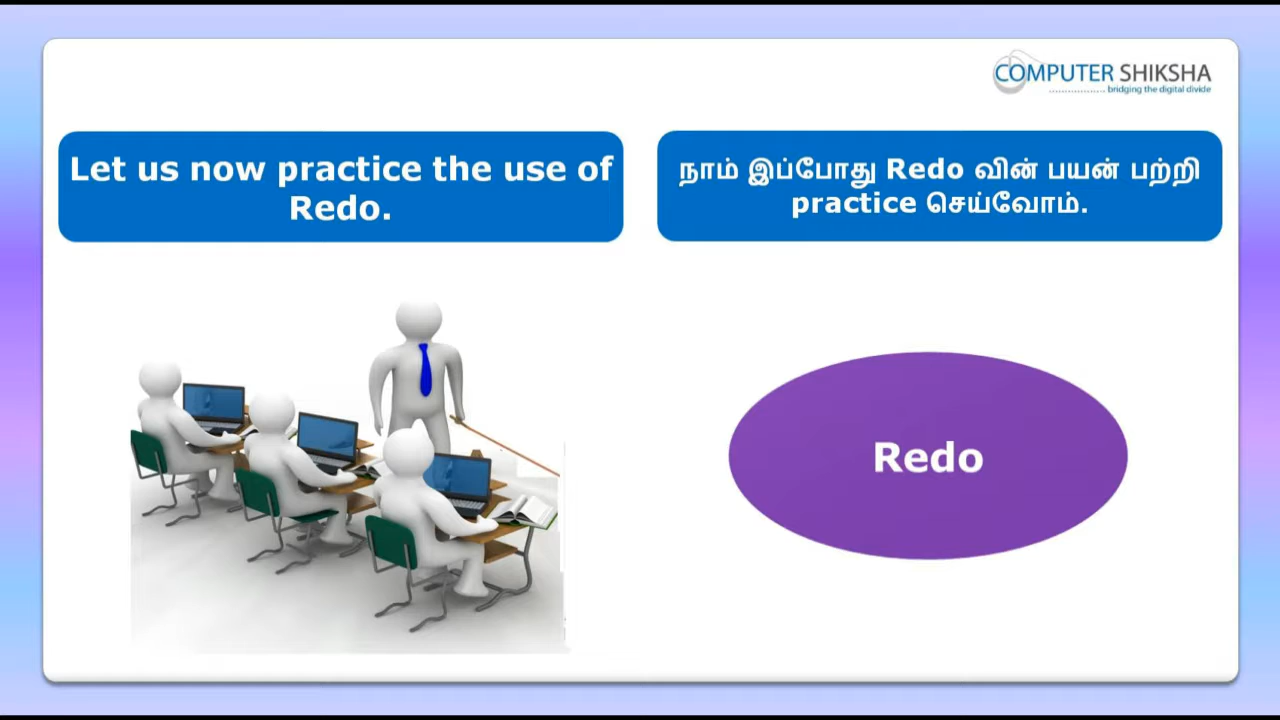 COMPUTER SHIKSHA
bridging the digital divide
Let us now practice the use of
Redo.
நாம் இப்போது Redo வின் பயன் பற்றி
practice செய்வோம்.
Redo